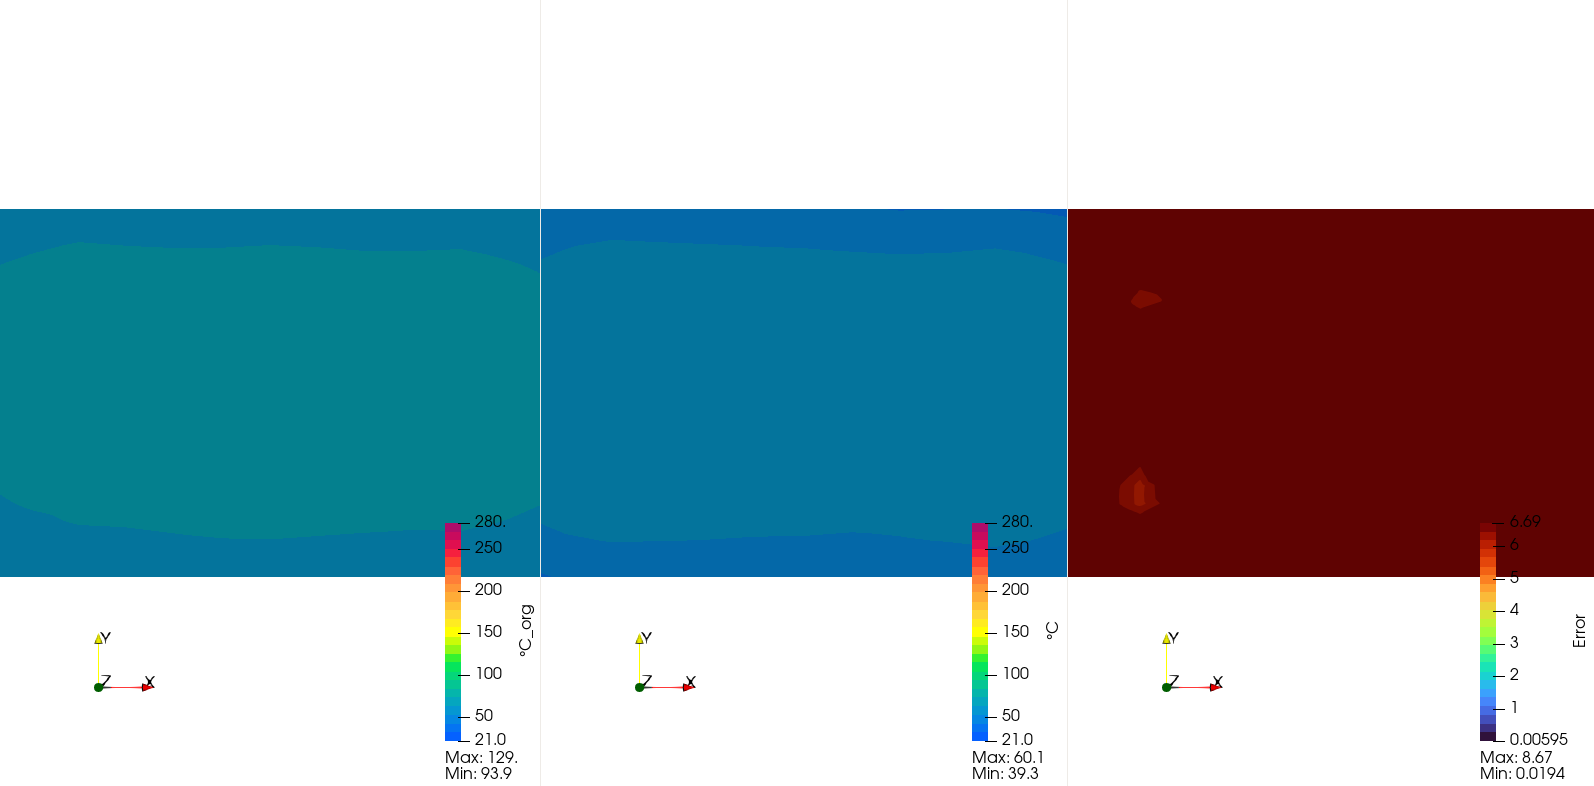 280.
250
200
150
100
50
21.0
°C_org
Max: 129.
Min: 93.9
Y
Z
X
280.
250
200
150
100
50
21.0
°C
Max: 60.1
Min: 39.3
Y
Z
X
6.69
6
5
4
3
2
1
0.00595
Error
Max: 8.67
Min: 0.0194
Y
Z
X